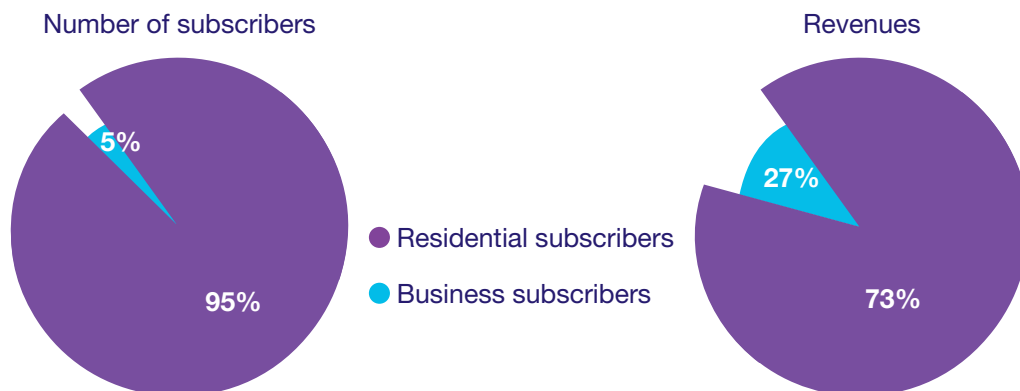 Number of subscribers
5%
95%
Residential subscribers
Business subscribers
Revenues
27%
73%